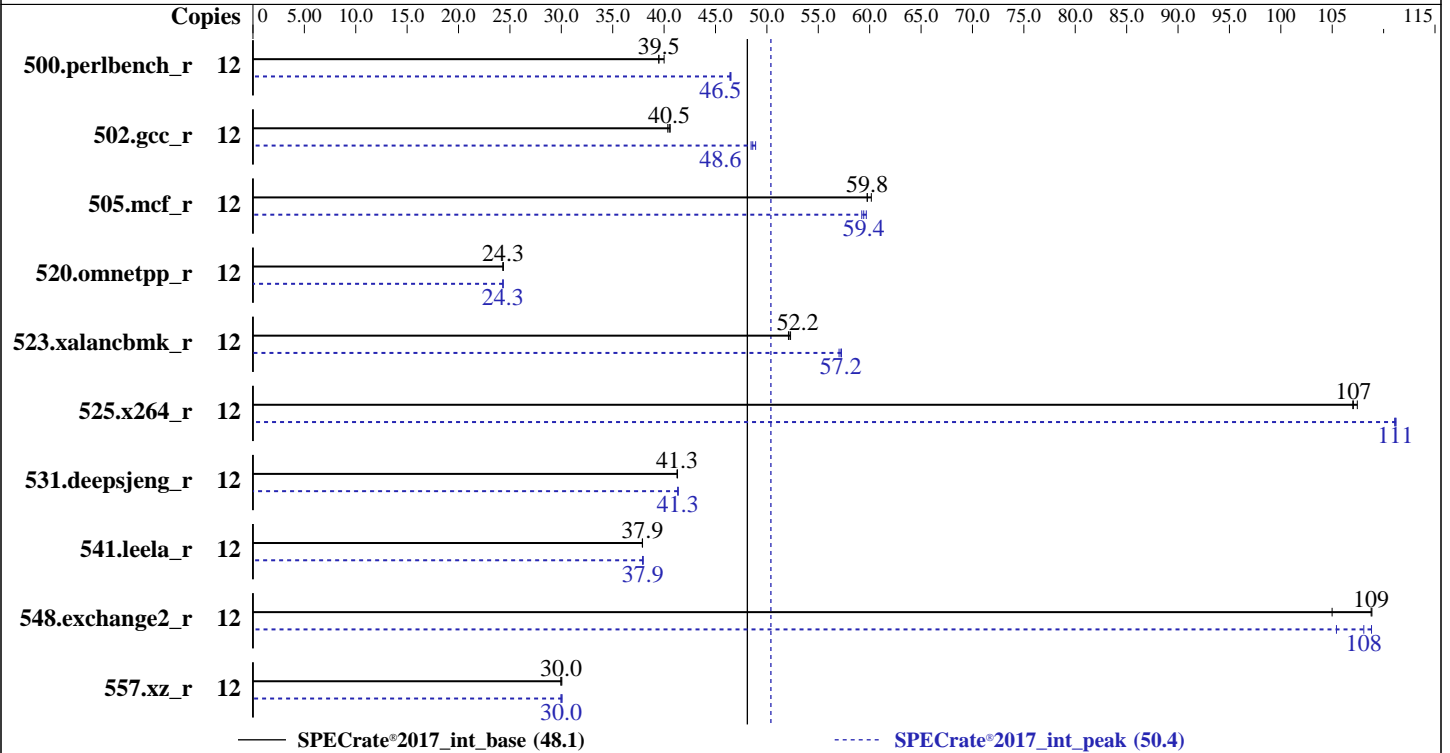 Copies 0 5.00 10.0 15.0 20.0 25.0 30.0 35.0 40.0 45.0 50.0 55.0 60.0 65.0 70.0 75.0 80.0 85.0 90.0 95.0 100 105 115
39.5
500.perlbench_r 12
46.5
40.5
502.gcc_r 12
48.6
59.8
505.mcf_r 12
59.4
24.3
520.omnetpp_r 12
24.3
52.2
523.xalancbmk_r 12
57.2
107
525.x264_r 12
111
41.3
531.deepsjeng_r 12
41.3
37.9
541.leela_r 12
37.9
109
548.exchange2_r 12
108
30.0
557.xz_r 12
30.0
SPECrate®2017_int_base (48.1) SPECrate®2017_int_peak (50.4)